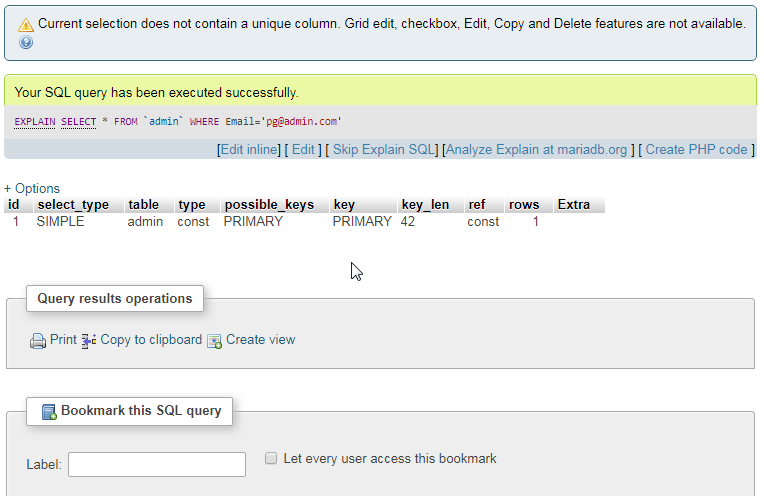 Current selection does not contain a unique column. Grid edit, checkbox, Edit, Copy and Delete features are not available.
Your SQL query has been executed successfully.
EXPLAIN SELECT * FROM `admin` WHERE Email='pg@admin.com'
[Edit inline] [ Edit ] [ Skip Explain SQL] [Analyze Explain at mariadb.org ] [ Create PHP code ]
+ Options
id select_type table type possible_keys key key_len ref rows Extra
1 SIMPLE admin const PRIMARY PRIMARY 42 const 1
Query results operations
Print Copy to clipboard Create view
Bookmark this SQL query
Label: Let every user access this bookmark